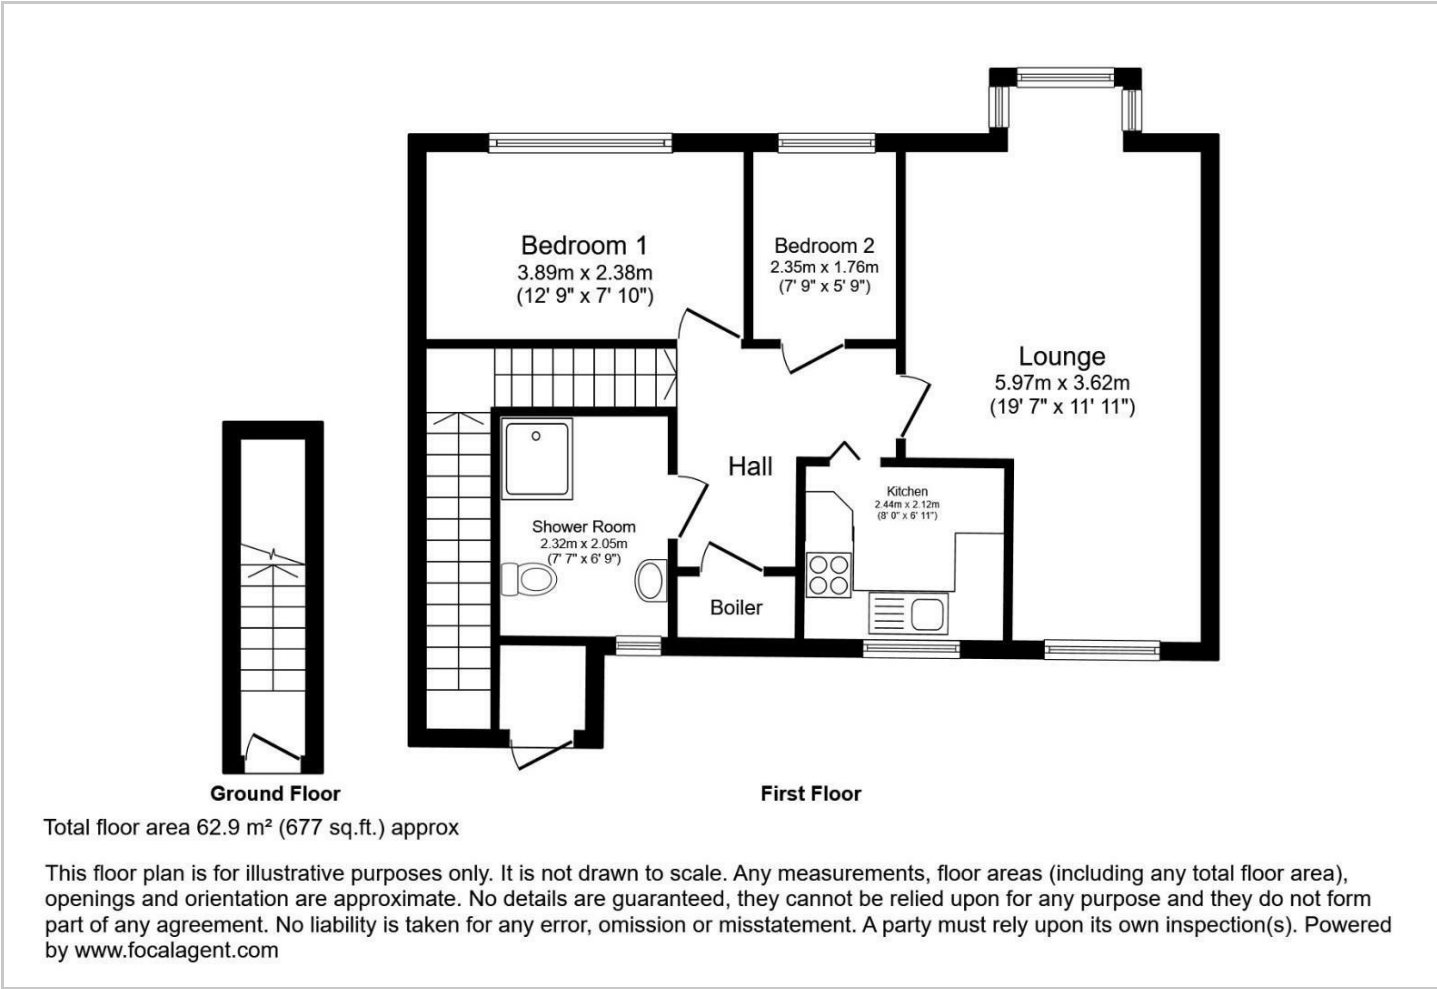 Bedroom 1
3.89m x 2.38m
(12' 9" x 7' 10")
Bedroom 2
2.35m x 1.76m
(7' 9" x 5' 9")
Lounge
5.97m x 3.62m
(19' 7" x 11' 11")
Hall
Kitchen
2.44m x 2.12m
(8' 0" x 6' 11")
Shower Room
2.32m x 2.05m
(7' 7" x 6' 9")
Boiler
Ground Floor
First Floor
Total floor area 62.9 m² (677 sq.ft.) approx
This floor plan is for illustrative purposes only. It is not drawn to scale. Any measurements, floor areas (including any total floor area),
openings and orientation are approximate. No details are guaranteed, they cannot be relied upon for any purpose and they do not form
part of any agreement. No liability is taken for any error, omission or misstatement. A party must rely upon its own inspection(s). Powered
by www.focalagent.com